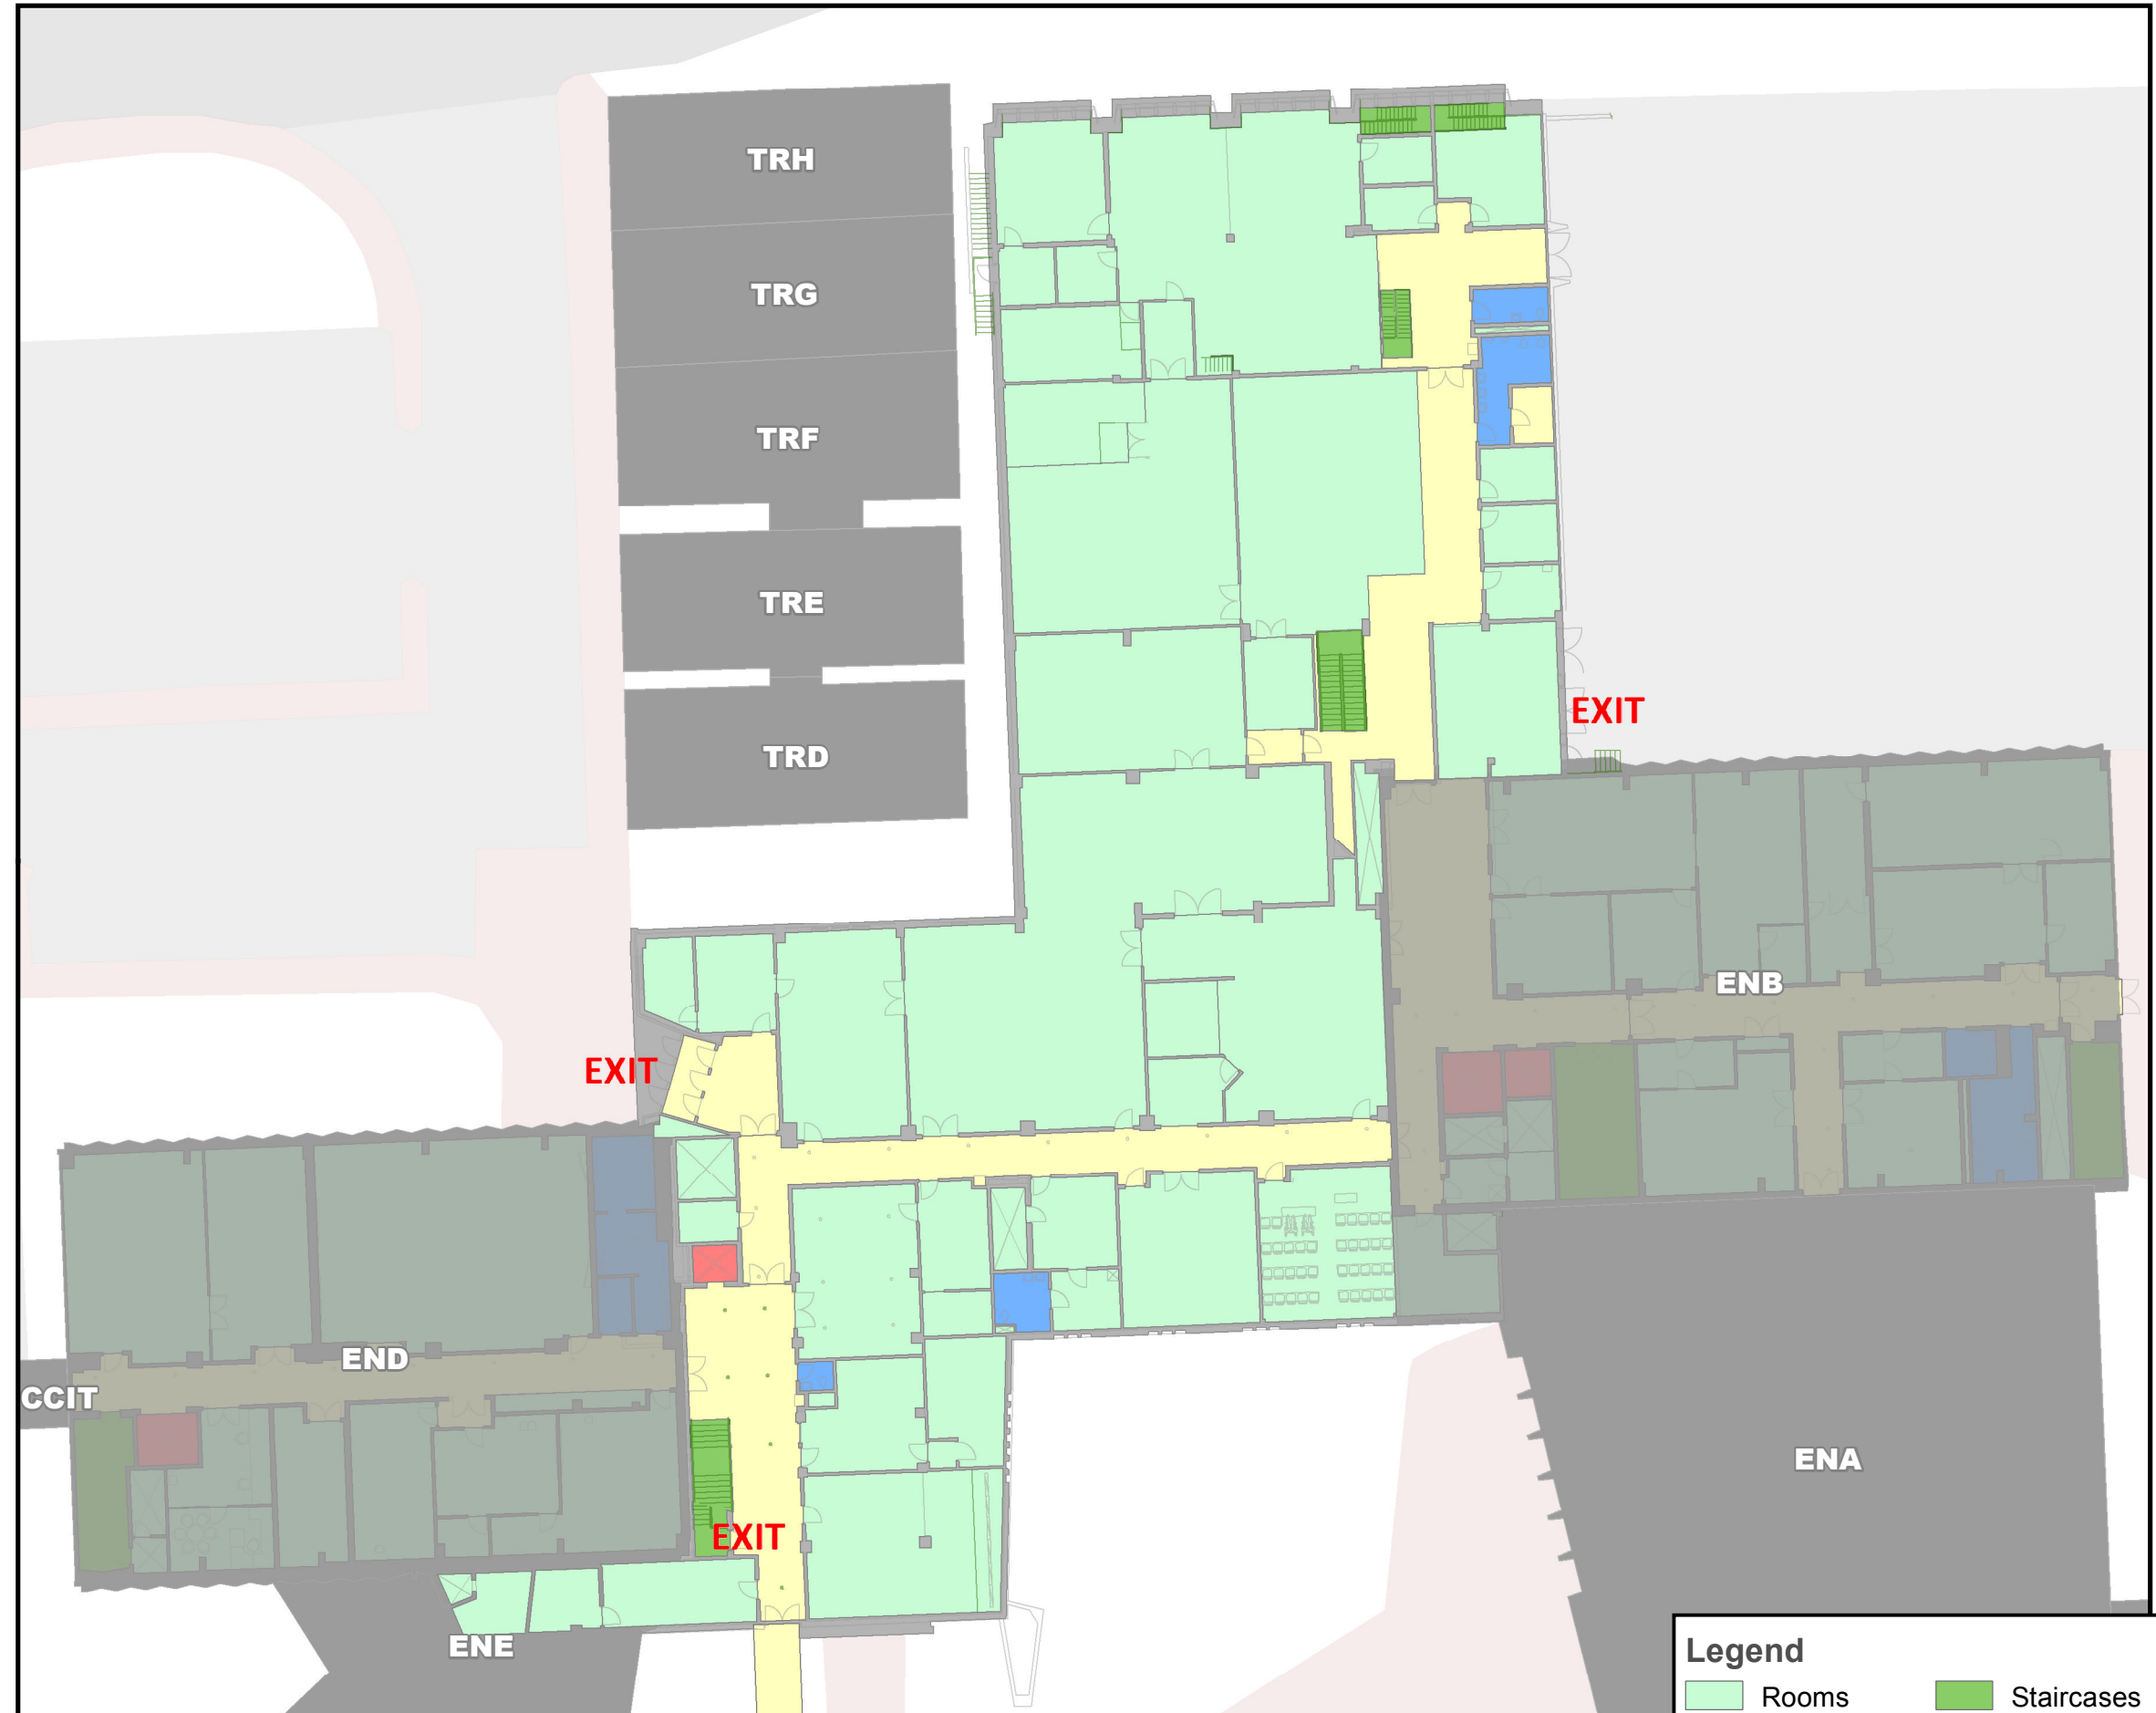 TRH
TRG
TRF
TRE
TRD
EXIT
ENB
EXIT
END
CCIT
ENA
EXIT
ENE
Legend
Rooms
Staircases